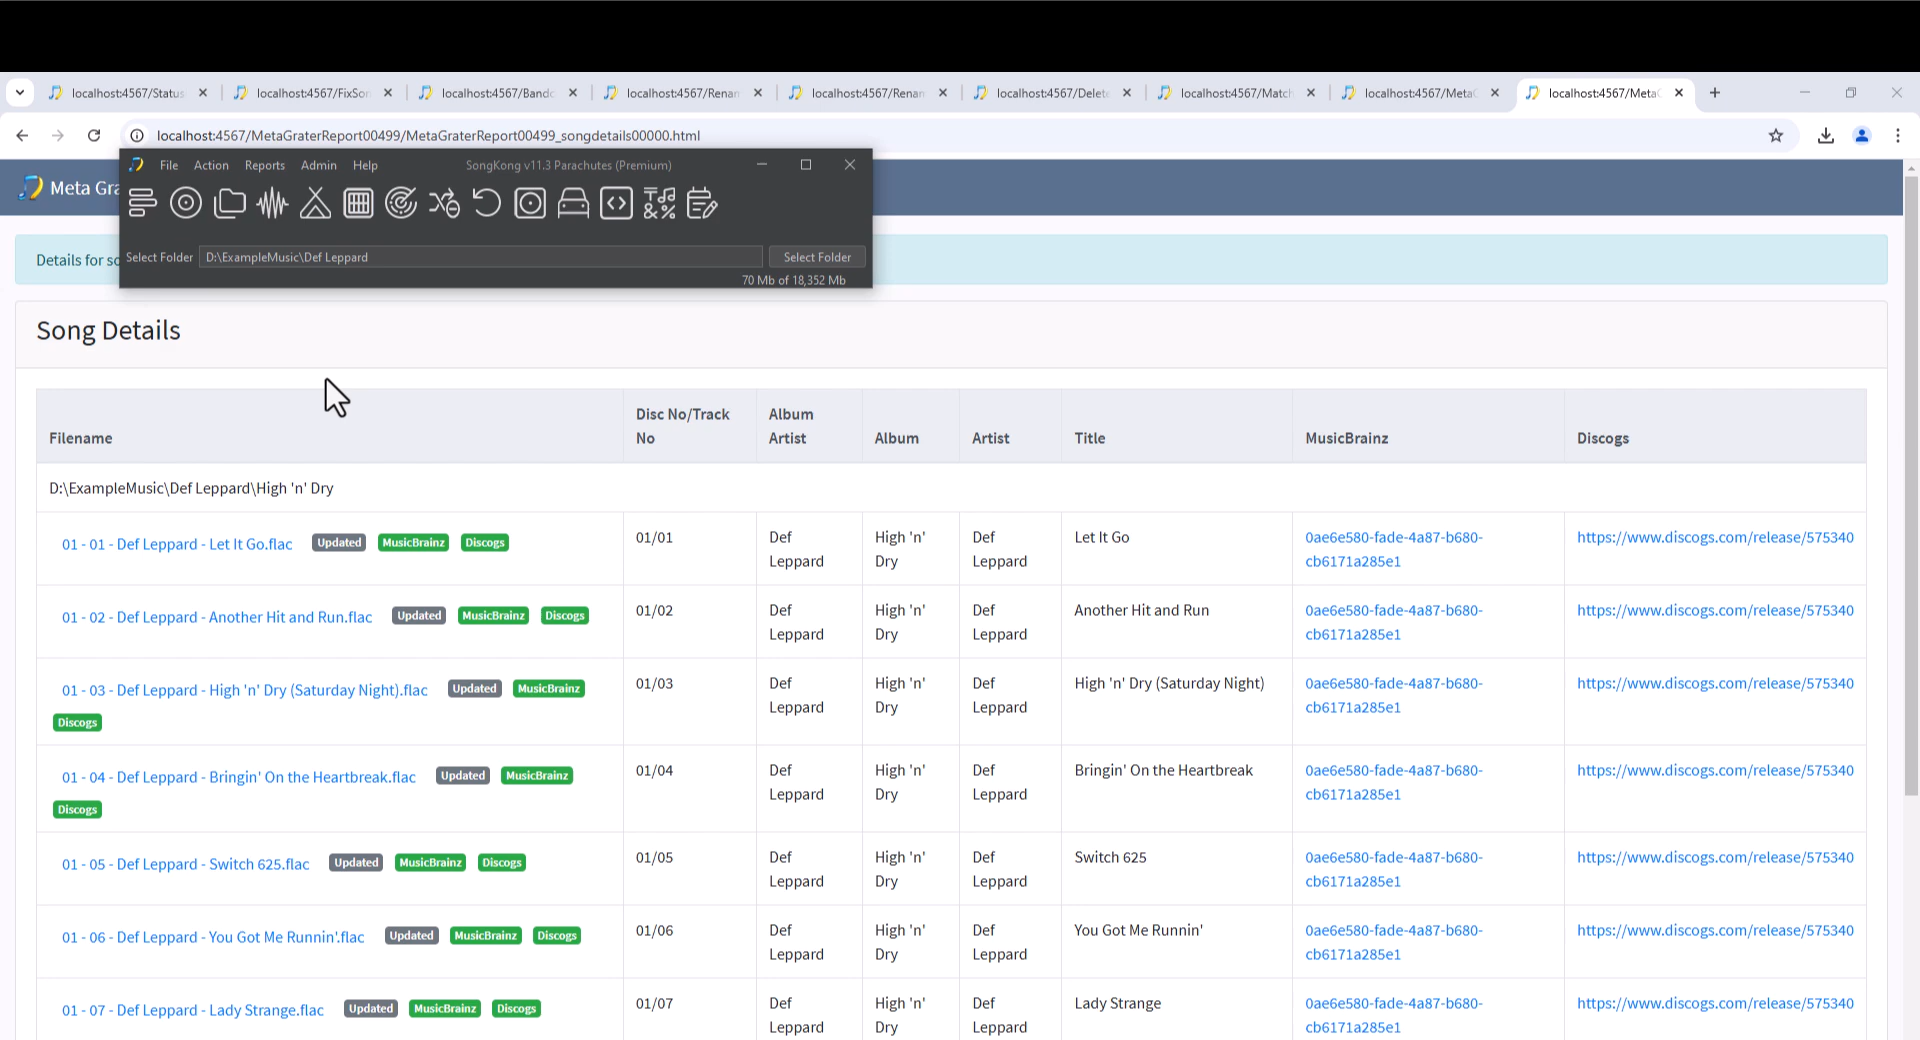 localhost:4567/Status
localhost:4567/FixSon
localhost:4567/Bandc
localhost:4567/Renam
localhost:4567/Renam
localhost:4567/Delete
localhost:4567/Match
localhost:4567/MetaG
localhost:4567/MetaG
localhost:4567/MetaGraterReport00499/MetaGraterReport00499_songdetails00000.html
File Action Reports Admin Help SongKong v11.3 Parachutes (Premium)
Meta Gra
Select Folder D:\ExampleMusic\Def Leppard Select Folder
70 Mb of 18,352 Mb
Details for so
Song Details
Filename Disc No/Track No Album Artist Album Artist Title MusicBrainz Discogs
D:\ExampleMusic\Def Leppard\High 'n' Dry
01 - 01 - Def Leppard - Let It Go.flac Updated MusicBrainz Discogs 01/01 Def Leppard High 'n' Dry Def Leppard Let It Go 0ae6e580-fade-4a87-b680-cb6171a285e1 https://www.discogs.com/release/575340
01 - 02 - Def Leppard - Another Hit and Run.flac Updated MusicBrainz Discogs 01/02 Def Leppard High 'n' Dry Def Leppard Another Hit and Run 0ae6e580-fade-4a87-b680-cb6171a285e1 https://www.discogs.com/release/575340
01 - 03 - Def Leppard - High 'n' Dry (Saturday Night).flac Updated MusicBrainz Discogs 01/03 Def Leppard High 'n' Dry Def Leppard High 'n' Dry (Saturday Night) 0ae6e580-fade-4a87-b680-cb6171a285e1 https://www.discogs.com/release/575340
01 - 04 - Def Leppard - Bringin' On the Heartbreak.flac Updated MusicBrainz Discogs 01/04 Def Leppard High 'n' Dry Def Leppard Bringin' On the Heartbreak 0ae6e580-fade-4a87-b680-cb6171a285e1 https://www.discogs.com/release/575340
01 - 05 - Def Leppard - Switch 625.flac Updated MusicBrainz Discogs 01/05 Def Leppard High 'n' Dry Def Leppard Switch 625 0ae6e580-fade-4a87-b680-cb6171a285e1 https://www.discogs.com/release/575340
01 - 06 - Def Leppard - You Got Me Runnin'.flac Updated MusicBrainz Discogs 01/06 Def Leppard High 'n' Dry Def Leppard You Got Me Runnin' 0ae6e580-fade-4a87-b680-cb6171a285e1 https://www.discogs.com/release/575340
01 - 07 - Def Leppard - Lady Strange.flac Updated MusicBrainz Discogs 01/07 Def Leppard High 'n' Dry Def Leppard Lady Strange 0ae6e580-fade-4a87-b680-cb6171a285e1 https://www.discogs.com/release/575340